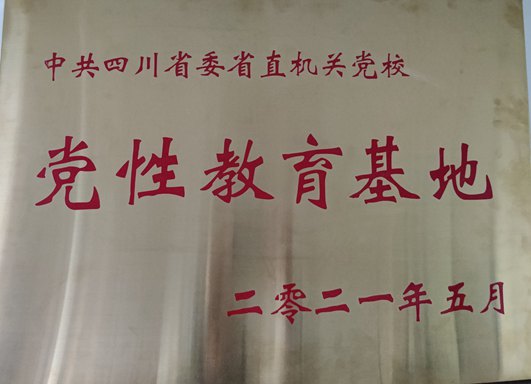 中共四川省委省直机关党校
党性教育基地
二零二一年五月